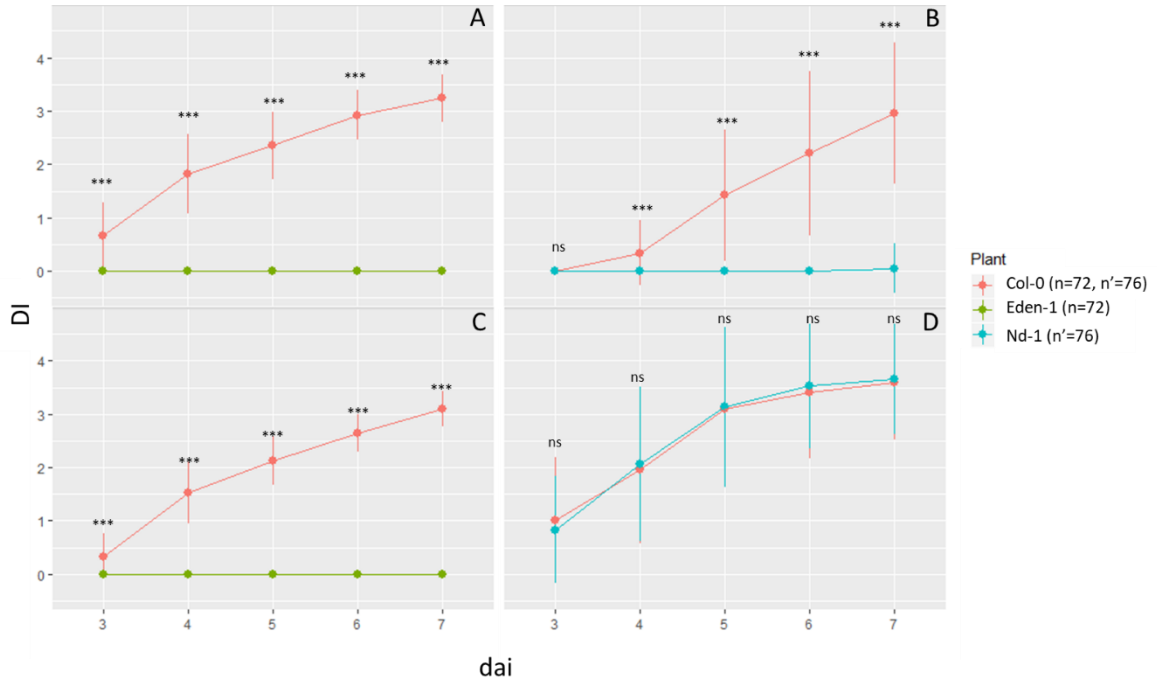 A
B
***
***
***
***
***
ns
***
***
***
***
4
3
2
1
0
DI
C
D
***
***
***
***
***
ns
ns
ns
ns
ns
4
3
2
1
0
3 4 5 6 7
3 4 5 6 7
dai
Plant
Col-0 (n=72, n’=76)
Eden-1 (n=72)
Nd-1 (n’=76)